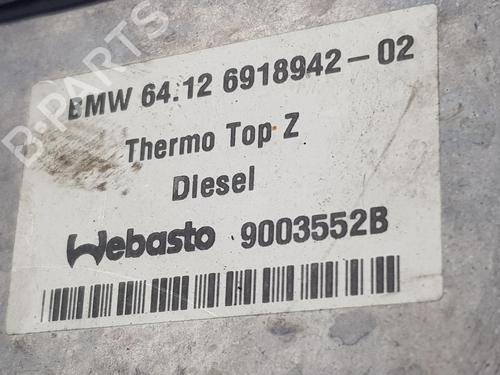 B-PARTS
BMW 64.12 6918942-02
Thermo Top Z
Diesel
Webasto 9003552B